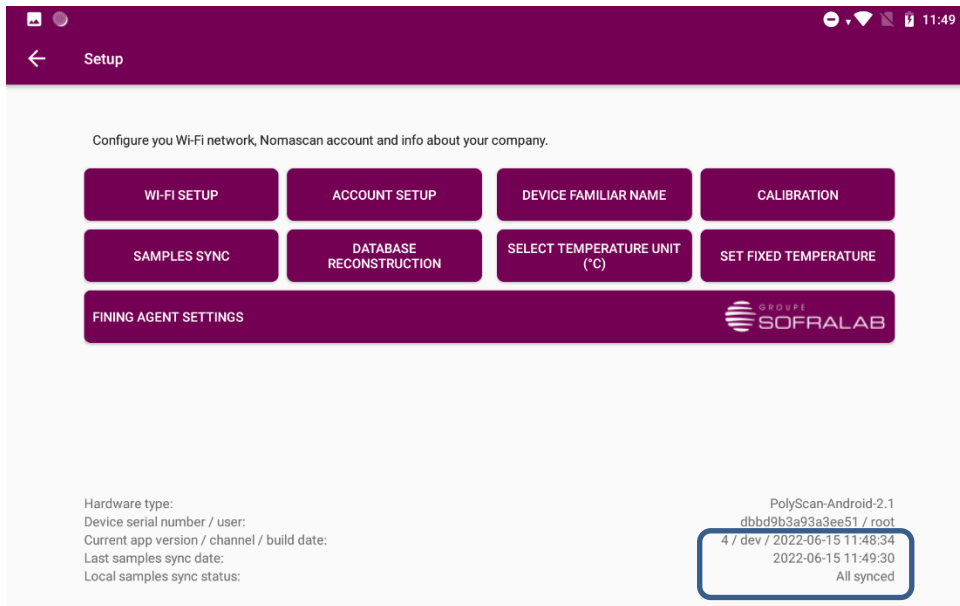 11:49
Setup
Configure you Wi-Fi network, Nomascan account and info about your company.
WI-FI SETUP
ACCOUNT SETUP
DEVICE FAMILIAR NAME
CALIBRATION
SAMPLES SYNC
DATABASE
RECONSTRUCTION
SELECT TEMPERATURE UNIT
(°C)
SET FIXED TEMPERATURE
FINING AGENT SETTINGS
GROUPE
SOFRALAB
Hardware type: PolyScan-Android-2.1
Device serial number / user: dbbd9b3a93a3ee51 / root
Current app version / channel / build date: 4 / dev / 2022-06-15 11:48:34
Last samples sync date: 2022-06-15 11:49:30
Local samples sync status: All synced